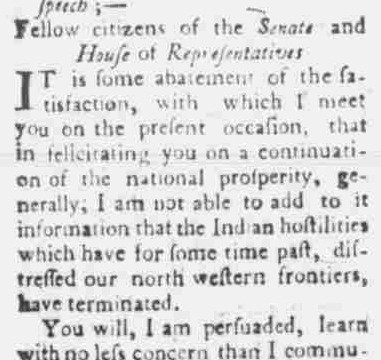 ſpeech ;—
Fellow citizens of the Senate and
Houſe of Repreſentatives
IT is ſome abatement of the ſa-
tisfaction, with which I meet
you on the preſent occaſion, that
in felicitating you on a continuati-
on of the national proſperity, ge-
nerally; I am not able to add to it
information that the Indian hoſtilities
which have for ſome time paſt, diſ-
treſſed our north weſtern frontiers,
have terminated.
You will, I am perſuaded, learn
with no leſs concern than I commu-